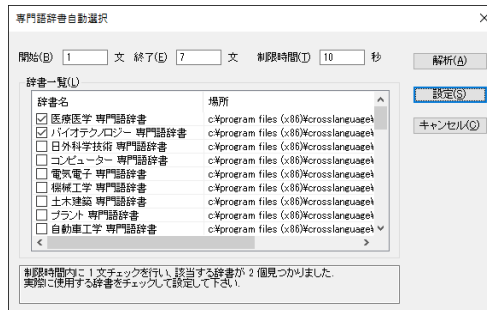 専門語辞書自動選択
開始(B) 1 文 終了(E) 7 文 制限時間(T) 10 秒
解析(A)
辞書一覧(L)
設定(S)
辞書名 場所
キャンセル(C)
医療医学 専門語辞書 c:¥program files (x86)¥crosslanguage¥
バイオテクノロジー 専門語辞書 c:¥program files (x86)¥crosslanguage¥
日外科学技術 専門語辞書 c:¥program files (x86)¥crosslanguage¥
コンピューター 専門語辞書 c:¥program files (x86)¥crosslanguage¥
電気電子 専門語辞書 c:¥program files (x86)¥crosslanguage¥
機械工学 専門語辞書 c:¥program files (x86)¥crosslanguage¥
土木建築 専門語辞書 c:¥program files (x86)¥crosslanguage¥
プラント 専門語辞書 c:¥program files (x86)¥crosslanguage¥
自動車工学 専門語辞書 c:¥program files (x86)¥crosslanguage¥
制限時間内に 1 文チェックを行い、該当する辞書が 2 個見つかりました.
実際に使用する辞書をチェックして設定して下さい.